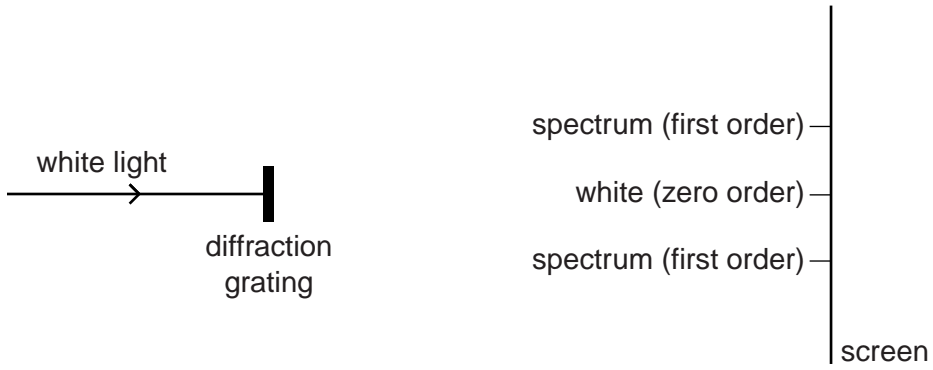 spectrum (first order)
white light
white (zero order)
diffraction
grating
spectrum (first order)
screen